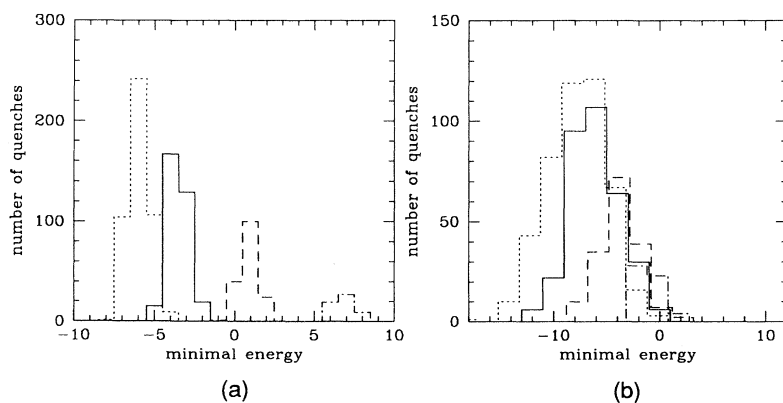 300
200
100
0
number of quenches
−10
−5
0
5
10
minimal energy
(a)
150
100
50
0
number of quenches
−10
0
10
minimal energy
(b)